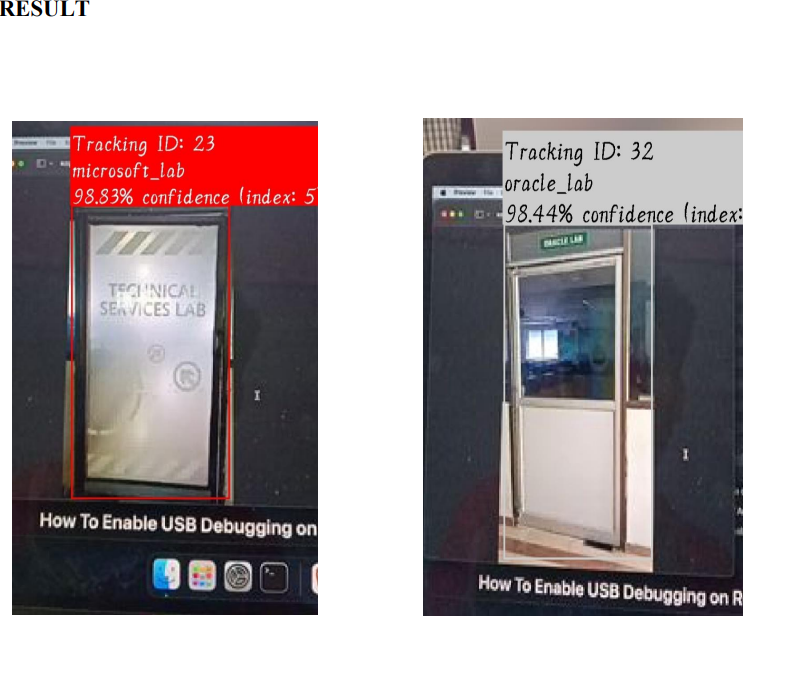 RESULT
Tracking ID: 23
microsoft_lab
98.83% confidence (index: 5
TECHNICAL
SERVICES LAB
How To Enable USB Debugging on
Preview
Tracking ID: 32
oracle_lab
98.44% confidence (index:
ORACLE LAB
How To Enable USB Debugging on R